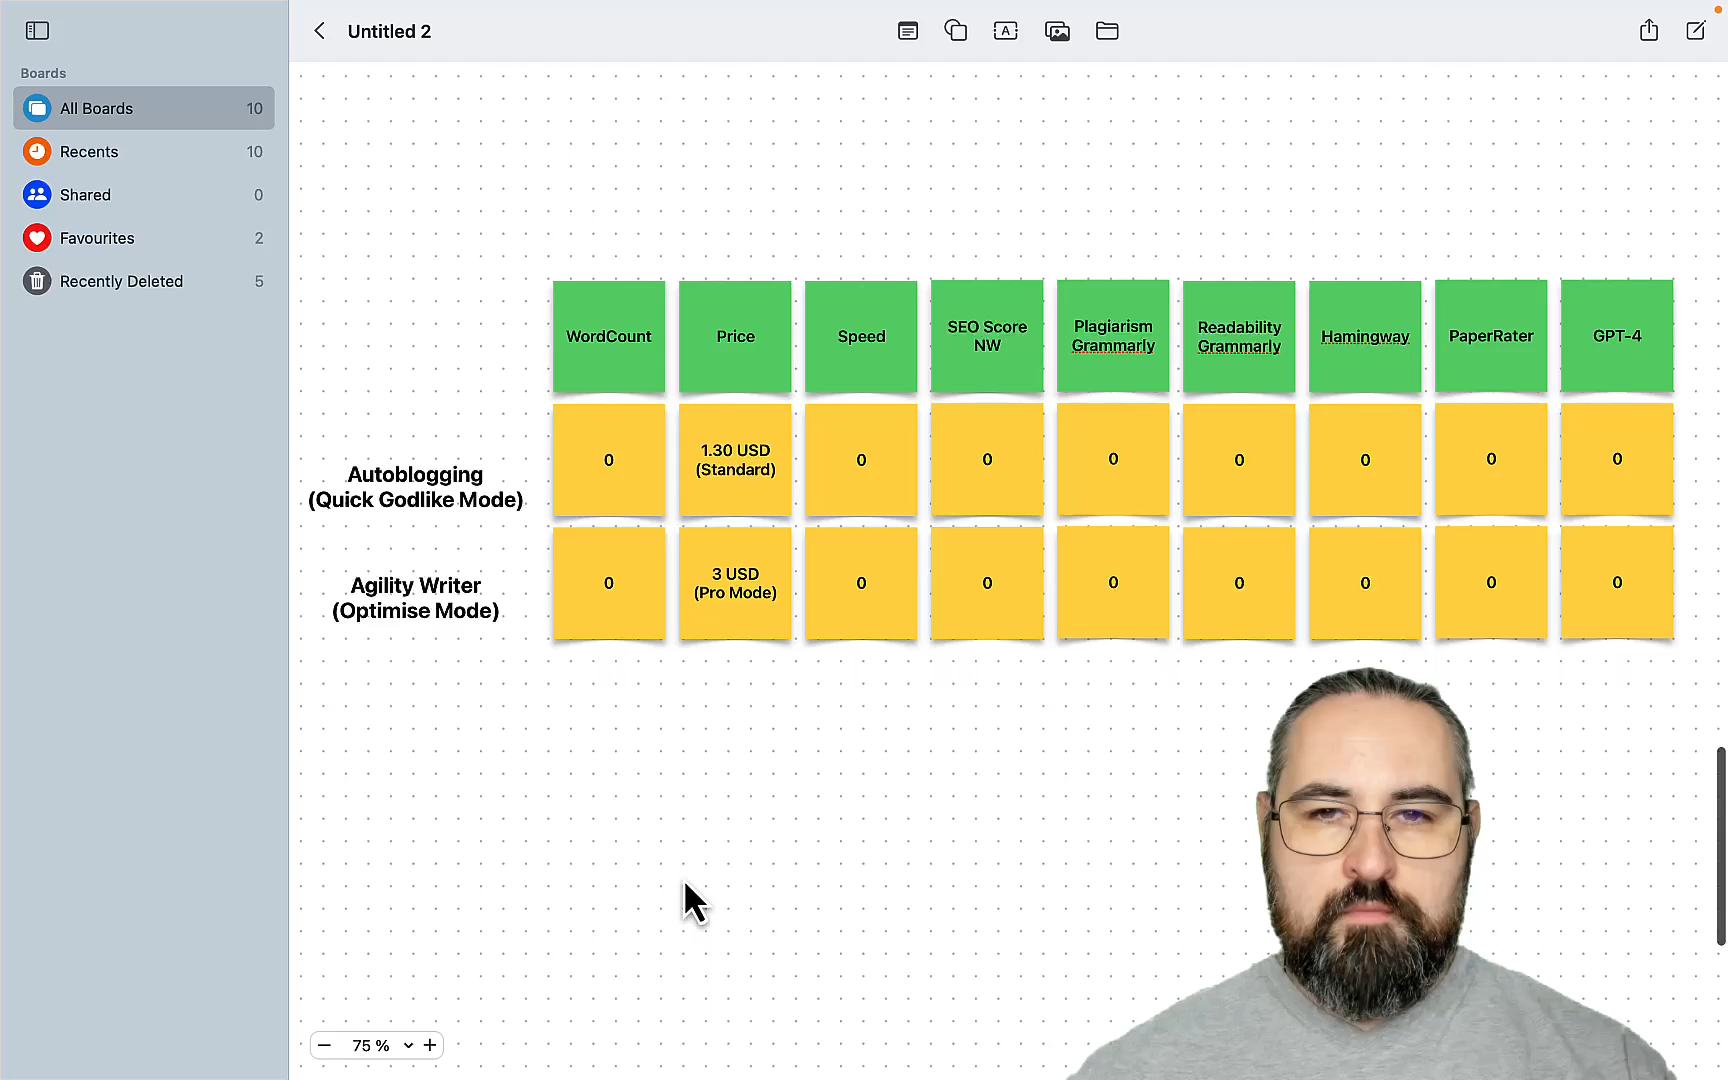 Untitled 2
Boards
All Boards 10
Recents 10
Shared 0
Favourites 2
Recently Deleted 5
WordCount
Price
Speed
SEO Score
NW
Plagiarism
Grammarly
Readability
Grammarly
Hamingway
PaperRater
GPT-4
Autoblogging
(Quick Godlike Mode)
0
1.30 USD
(Standard)
0
0
0
0
0
0
0
Agility Writer
(Optimise Mode)
0
3 USD
(Pro Mode)
0
0
0
0
0
0
0
75 %